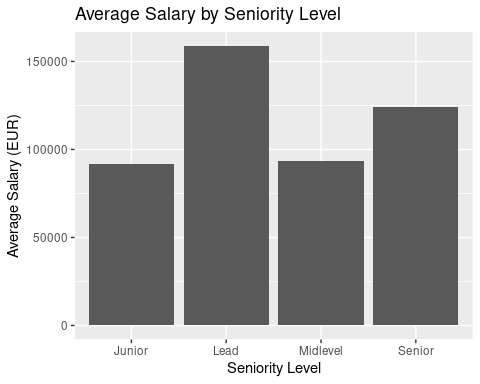 Average Salary by Seniority Level
Average Salary (EUR)
150000
100000
50000
0
Junior Lead Midlevel Senior
Seniority Level